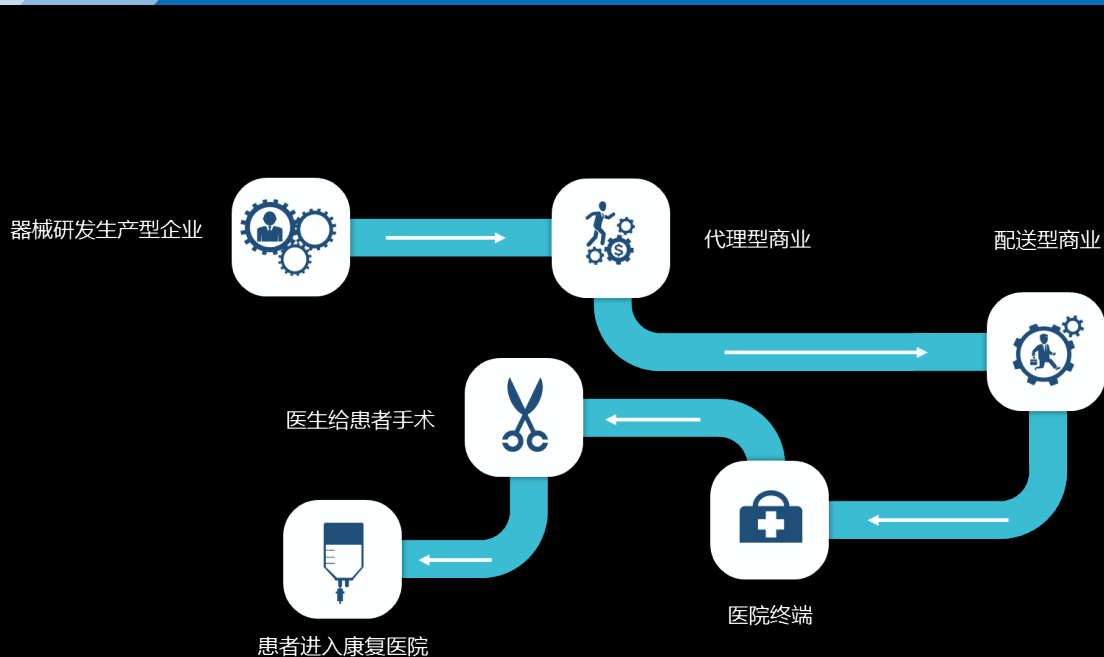 器械研发生产型企业
代理型商业
配送型商业
医生给患者手术
医院终端
患者进入康复医院